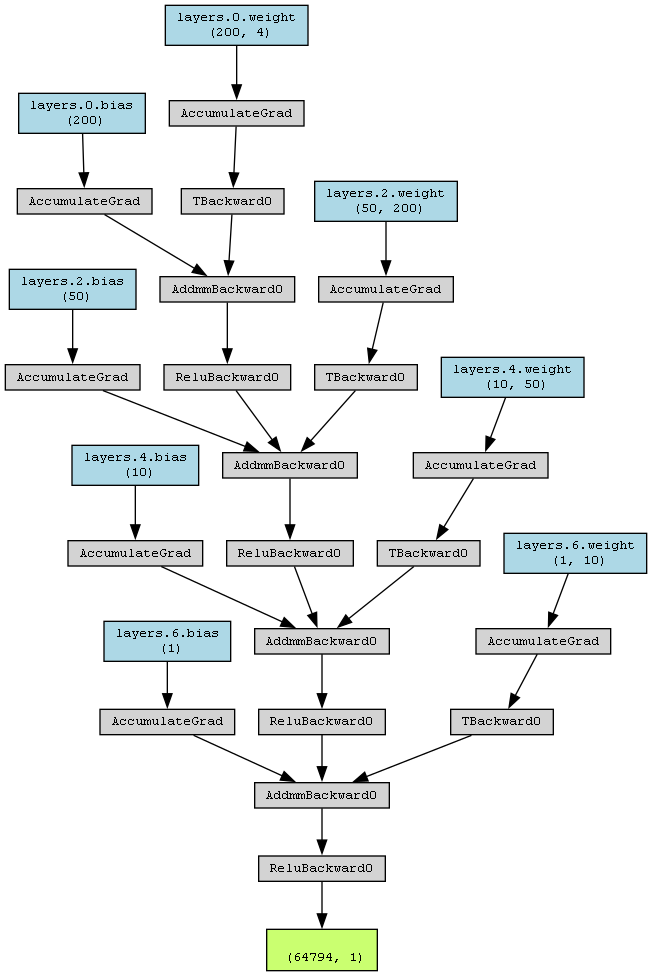 layers.0.weight
(200, 4)
layers.0.bias
(200)
AccumulateGrad
AccumulateGrad
TBackward0
layers.2.weight
(50, 200)
layers.2.bias
(50)
AddmmBackward0
AccumulateGrad
AccumulateGrad
ReluBackward0
TBackward0
layers.4.weight
(10, 50)
layers.4.bias
(10)
AddmmBackward0
AccumulateGrad
AccumulateGrad
ReluBackward0
TBackward0
layers.6.weight
(1, 10)
layers.6.bias
(1)
AddmmBackward0
AccumulateGrad
AccumulateGrad
ReluBackward0
TBackward0
AddmmBackward0
ReluBackward0
(64794, 1)